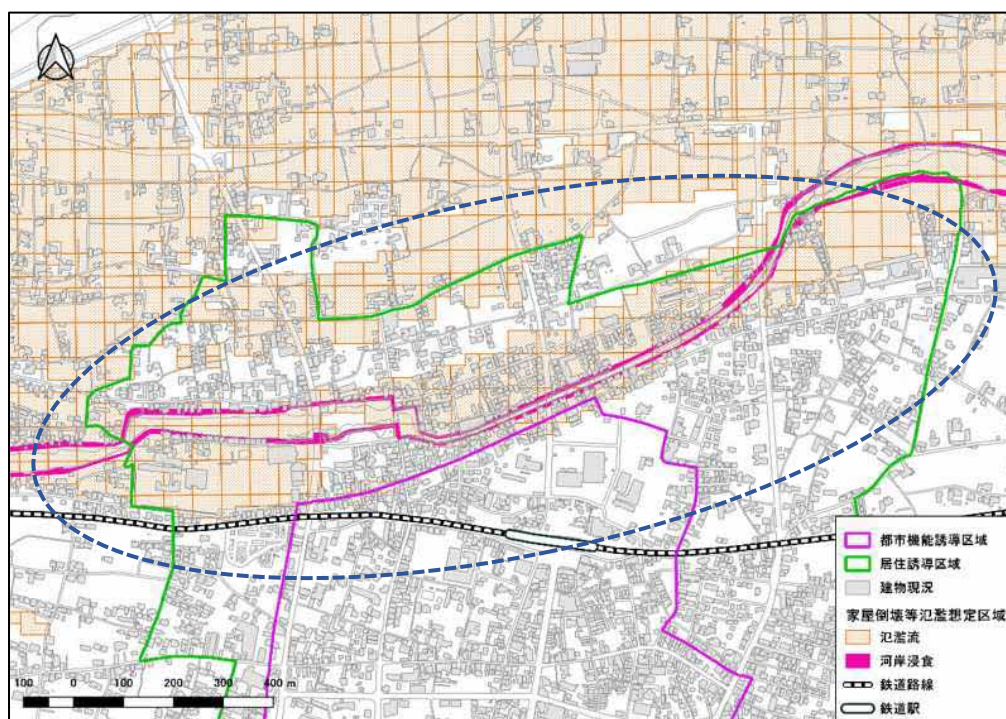 都市機能誘導区域
居住誘導区域
建物現況
家屋倒壊等氾濫想定区域
氾濫流
河岸浸食
鉄道路線
鉄道駅
100 0 100 200 300 400 m